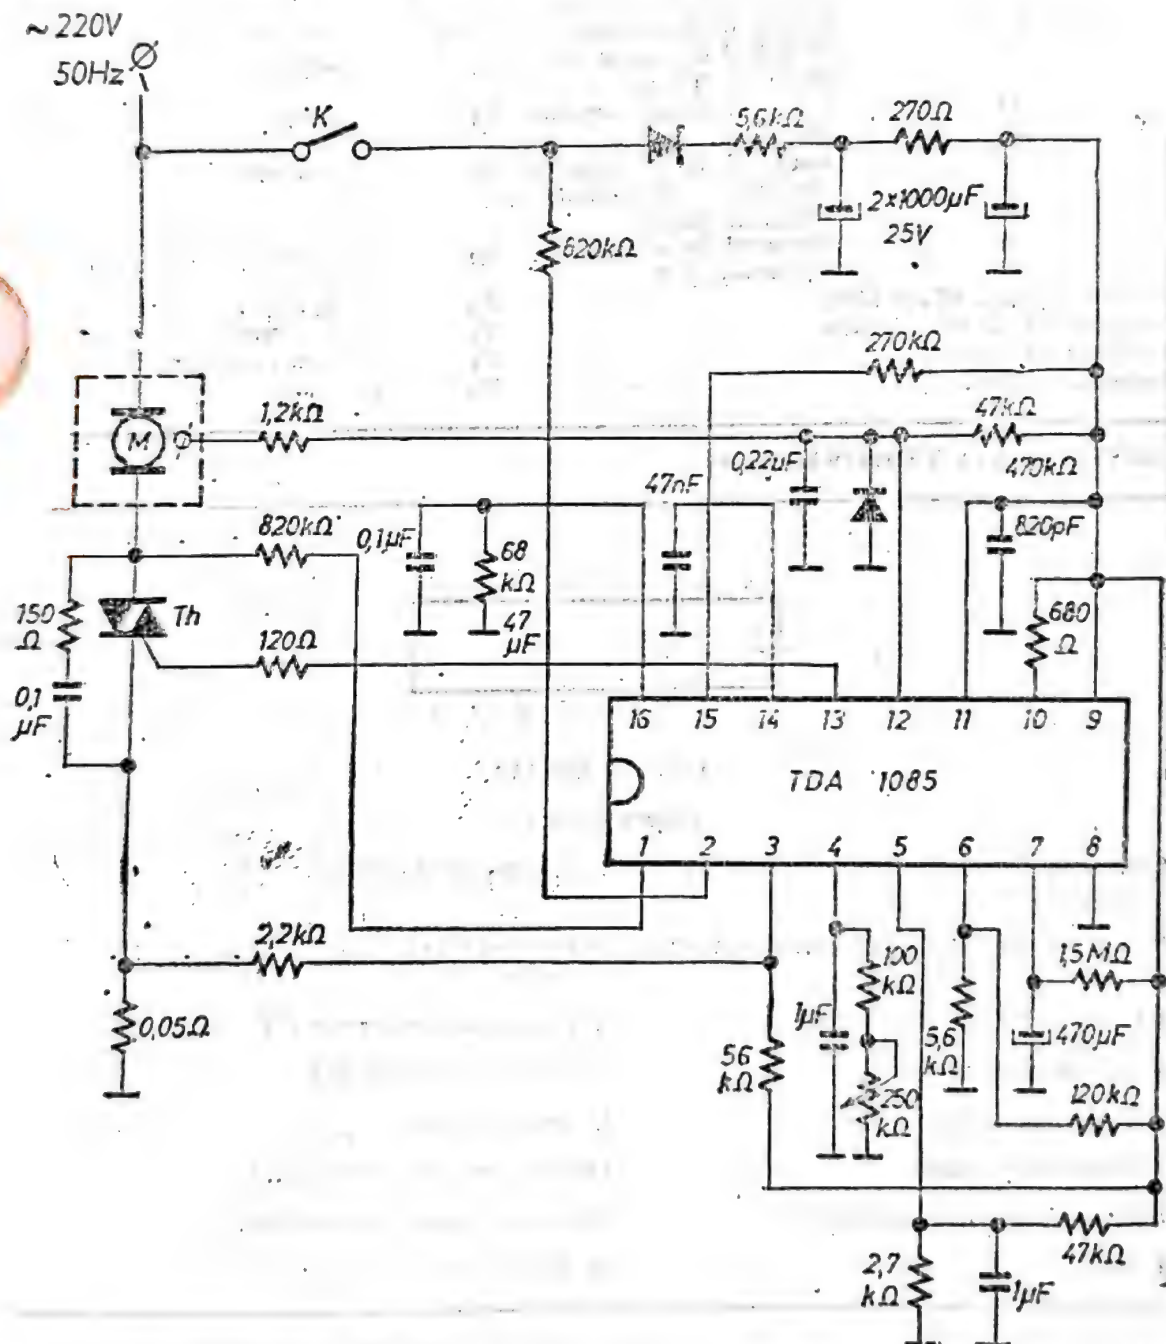 ~220V
50Hz
K
5,6kΩ
270Ω
2x1000µF
25V
620kΩ
270kΩ
1,2kΩ
M
47kΩ
0,22µF
470kΩ
47nF
820kΩ
0,1µF
68
kΩ
47
µF
820pF
150
Ω
Th
120Ω
680
Ω
0,1
µF
16 15 14 13 12 11 10 9
TDA 1085
1 2 3 4 5 6 7 8
2,2kΩ
100
kΩ
1,5MΩ
1µF
0,05Ω
5,6
kΩ
470µF
56
kΩ
250
kΩ
120kΩ
47kΩ
2,7
kΩ
1µF